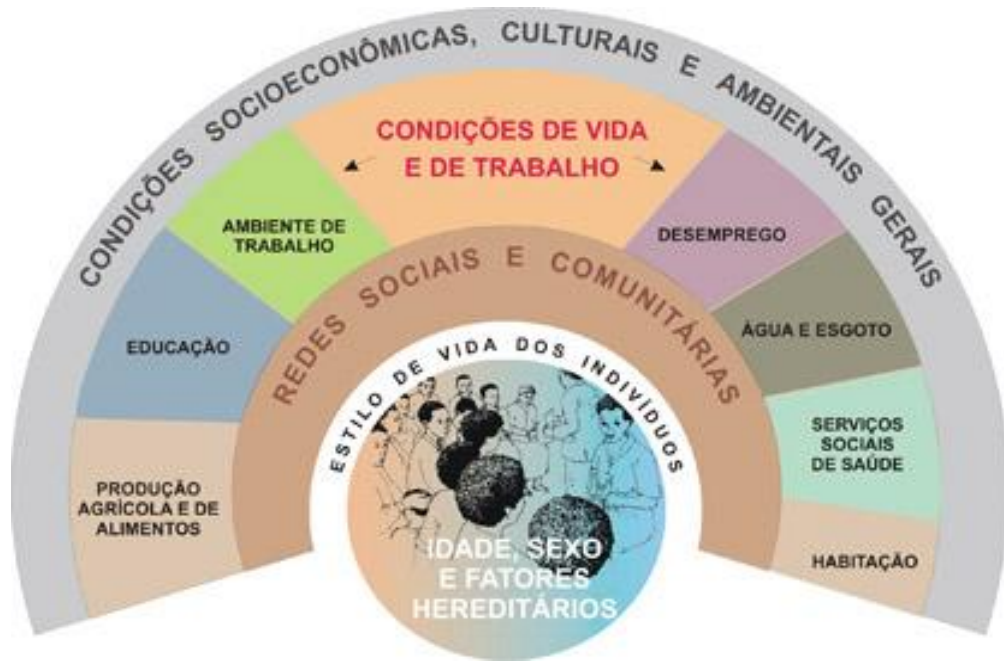 CONDIÇÕES SOCIOECONÔMICAS, CULTURAIS E AMBIENTAIS GERAIS
CONDIÇÕES DE VIDA
E DE TRABALHO
AMBIENTE DE
TRABALHO
DESEMPREGO
EDUCAÇÃO
ÁGUA E ESGOTO
PRODUÇÃO
AGRÍCOLA E DE
ALIMENTOS
SERVIÇOS
SOCIAIS
DE SAÚDE
HABITAÇÃO
REDES SOCIAIS E COMUNITÁRIAS
ESTILO DE VIDA DOS INDIVÍDUOS
IDADE, SEXO
E FATORES
HEREDITÁRIOS